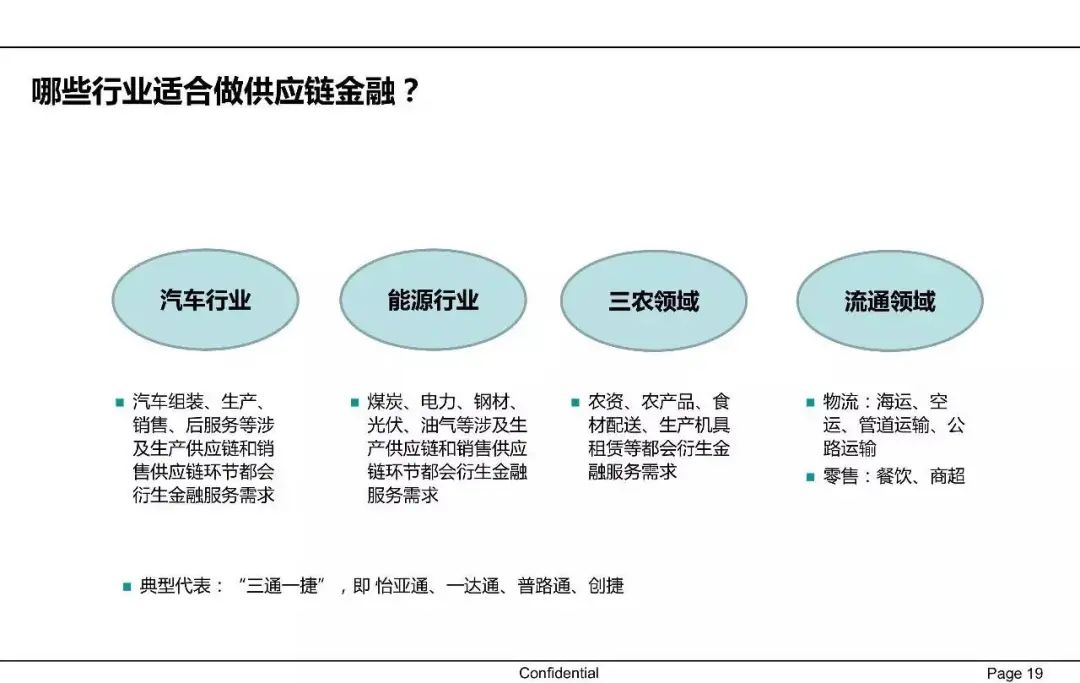 哪些行业适合做供应链金融？
汽车行业
能源行业
三农领域
流通领域
▪ 汽车组装、生产、
销售、后服务等涉
及生产供应链和销
售供应链环节都会
衍生金融服务需求
▪ 煤炭、电力、钢材、
光伏、油气等涉及生
产供应链和销售供应
链环节都会衍生金融
服务需求
▪ 农资、农产品、食
材配送、生产机具
租赁等都会衍生金
融服务需求
▪ 物流：海运、空
运、管道运输、公
路运输
▪ 零售：餐饮、商超
▪ 典型代表：“三通一捷”，即 怡亚通、一达通、普路通、创捷
Confidential
Page 19